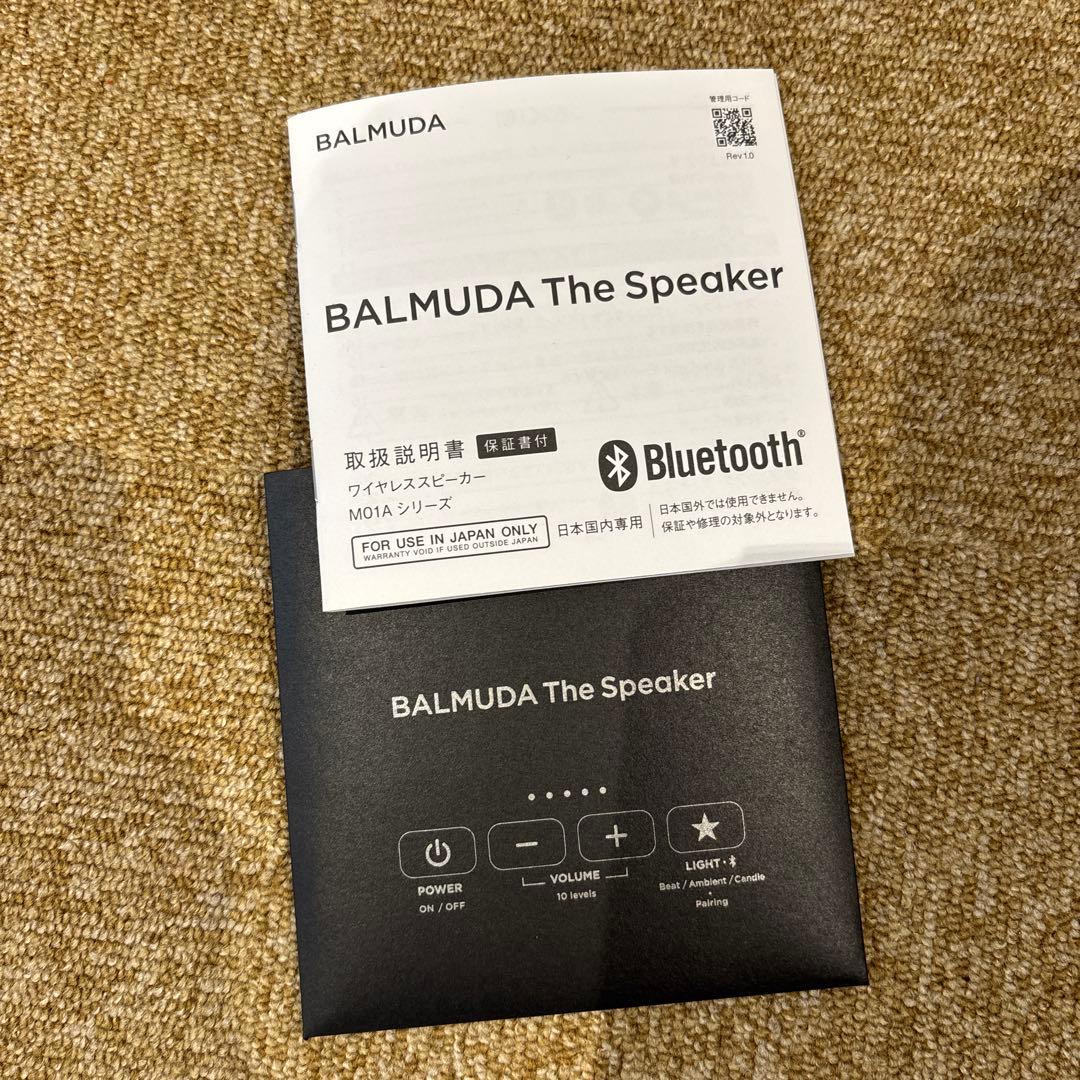 BALMUDA
管理用コード
Rev 1.0
BALMUDA The Speaker
取扱説明書 保証書付
ワイヤレススピーカー
M01A シリーズ
Bluetooth®
FOR USE IN JAPAN ONLY
WARRANTY VOID IF USED OUTSIDE JAPAN
日本国内専用
日本国外では使用できません。
保証や修理の対象外となります。
BALMUDA The Speaker
POWER
ON / OFF
VOLUME
10 levels
LIGHT・
Beat / Ambient / Candle
・
Pairing